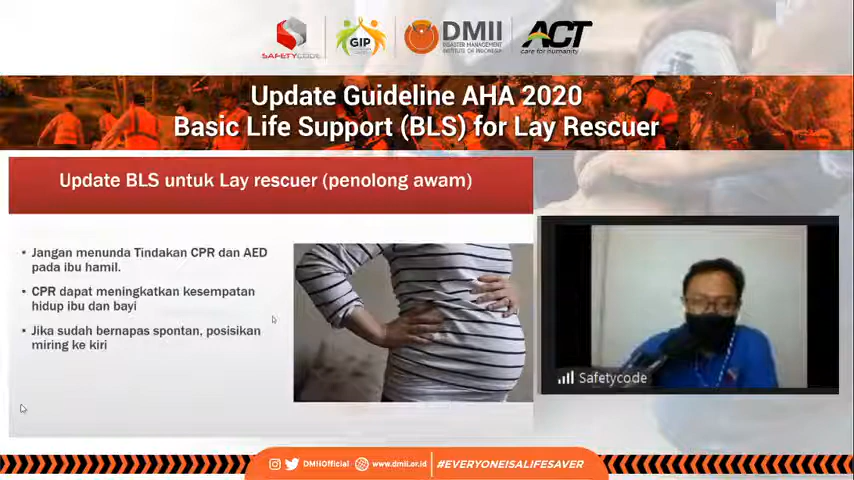 SAFETYCODE
GIP
DMII
DISASTER MANAGEMENT
INSTITUTE OF INDONESIA
ACT
care for humanity
Update Guideline AHA 2020
Basic Life Support (BLS) for Lay Rescuer
Update BLS untuk Lay rescuer (penolong awam)
• Jangan menunda Tindakan CPR dan AED
pada ibu hamil.
• CPR dapat meningkatkan kesempatan
hidup ibu dan bayi
• Jika sudah bernapas spontan, posisikan
miring ke kiri
Safetycode
DMIIOfficial
www.dmii.or.id
#EVERYONEISALIFESAVER